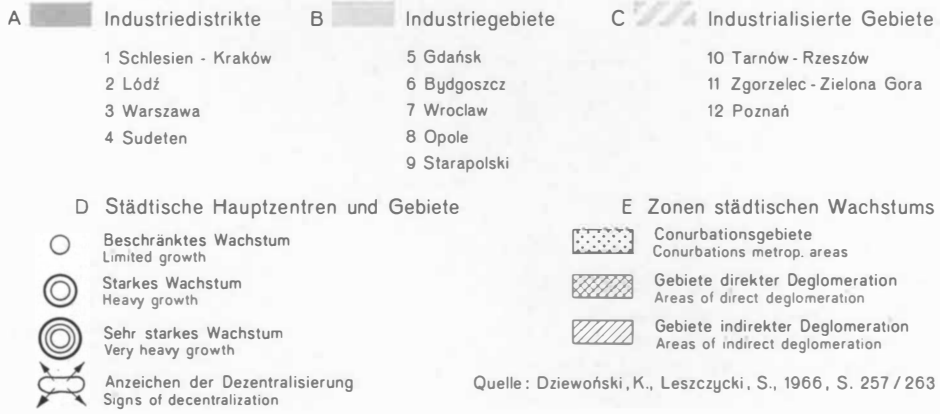 A Industriedistrikte
1 Schlesien - Kraków
2 Łódź
3 Warszawa
4 Sudeten
B Industriegebiete
5 Gdańsk
6 Bydgoszcz
7 Wroclaw
8 Opole
9 Starapolski
C Industrialisierte Gebiete
10 Tarnów - Rzeszów
11 Zgorzelec - Zielona Gora
12 Poznań
D Städtische Hauptzentren und Gebiete
Beschränktes Wachstum
Limited growth
Starkes Wachstum
Heavy growth
Sehr starkes Wachstum
Very heavy growth
Anzeichen der Dezentralisierung
Signs of decentralization
E Zonen städtischen Wachstums
Conurbationsgebiete
Conurbations metrop. areas
Gebiete direkter Deglomeration
Areas of direct deglomeration
Gebiete indirekter Deglomeration
Areas of indirect deglomeration
Quelle: Dziewoński, K., Leszczycki, S., 1966, S. 257 / 263